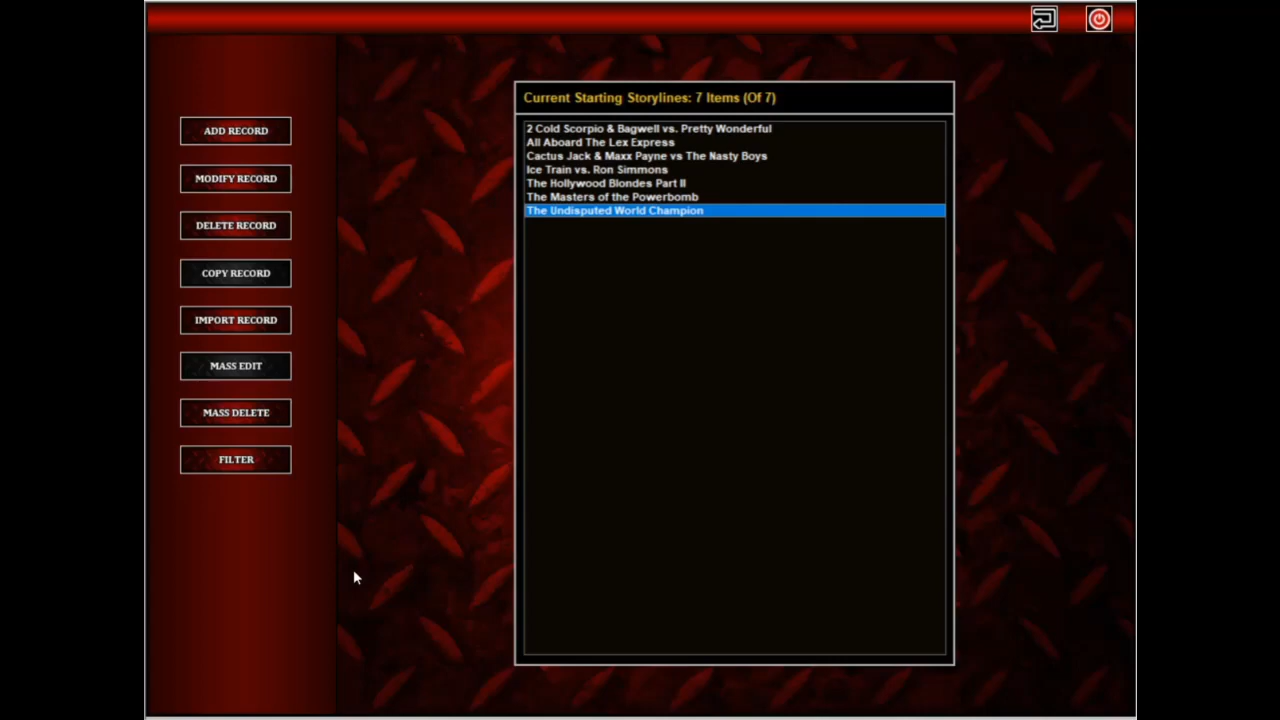 ADD RECORD
MODIFY RECORD
DELETE RECORD
COPY RECORD
IMPORT RECORD
MASS EDIT
MASS DELETE
FILTER
Current Starting Storylines: 7 Items (Of 7)
2 Cold Scorpio & Bagwell vs. Pretty Wonderful
All Aboard The Lex Express
Cactus Jack & Maxx Payne vs The Nasty Boys
Ice Train vs. Ron Simmons
The Hollywood Blondes Part II
The Masters of the Powerbomb
The Undisputed World Champion